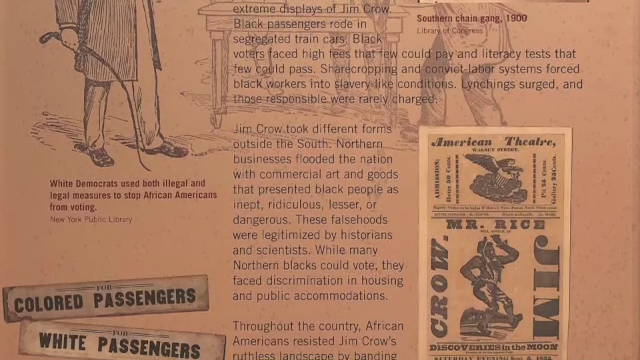 extreme displays of Jim Crow.
Black passengers rode in
segregated train cars. Black
voters faced high fees that few could pay and literacy tests that
few could pass. Sharecropping and convict-labor systems forced
black workers into slavery-like conditions. Lynchings surged, and
those responsible were rarely charged.
Southern chain gang, 1900
Library of Congress
Jim Crow took different forms
outside the South. Northern
businesses flooded the nation
with commercial art and goods
that presented black people as
inept, ridiculous, lesser, or
dangerous. These falsehoods
were legitimized by historians
and scientists. While many
Northern blacks could vote, they
faced discrimination in housing
and public accommodations.
Throughout the country, African
Americans resisted Jim Crow's
ruthless landscape by banding
White Democrats used both illegal and
legal measures to stop African Americans
from voting.
New York Public Library
FOR
COLORED PASSENGERS
FOR
WHITE PASSENGERS
American Theatre,
WALNUT STREET.
ADMISSION:
MR. RICE
JIM
CROW.
DISCOVERIES in the MOON